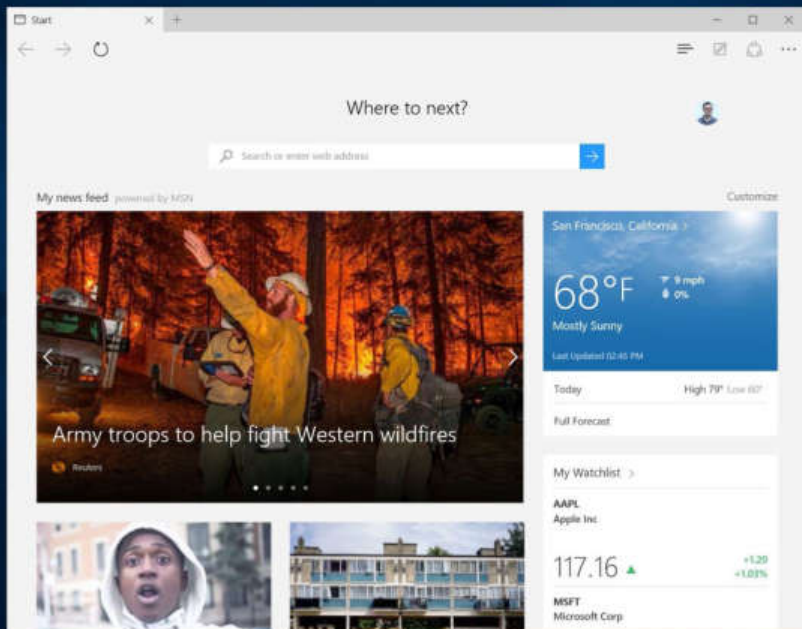 Start
Where to next?
Search or enter web address
My news feed powered by MSN
Customize
San Francisco, California >
68°F
9 mph
0%
Mostly Sunny
Last Updated 02:46 PM
Army troops to help fight Western wildfires
Reuters
Today High 79° Low 60°
Full Forecast
My Watchlist >
AAPL
Apple Inc
117.16 +1.20
+1.03%
MSFT
Microsoft Corp